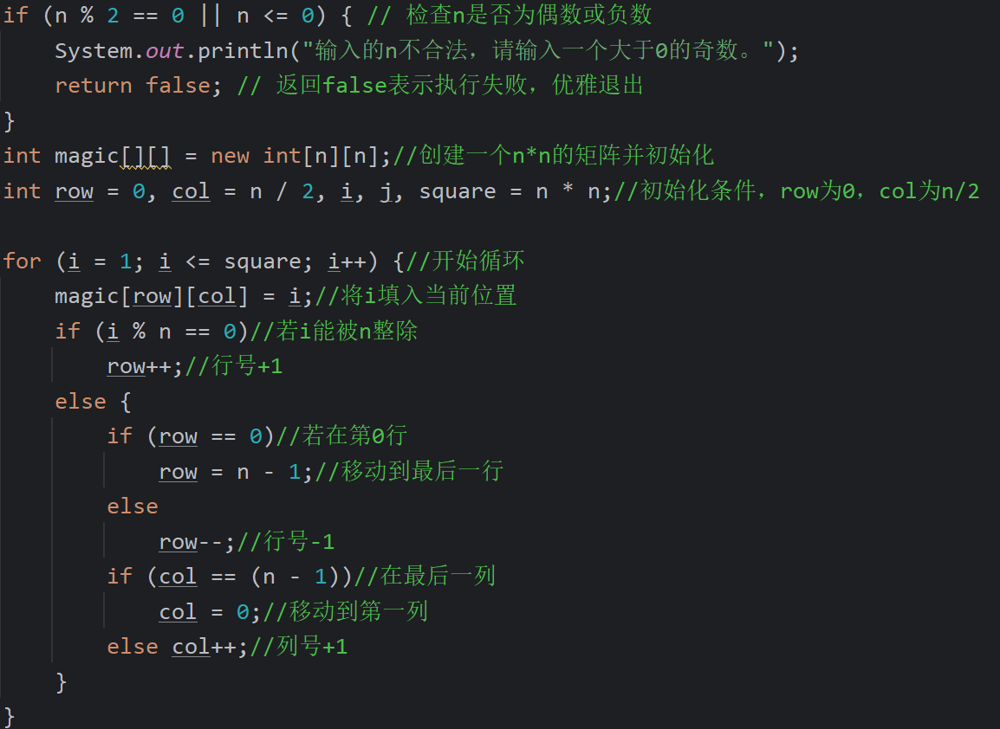 if (n % 2 == 0 || n <= 0) { // 检查n是否为偶数或负数
System.out.println("输入的n不合法，请输入一个大于0的奇数。");
return false; // 返回false表示执行失败，优雅退出
}
int magic[][] = new int[n][n];//创建一个n*n的矩阵并初始化
int row = 0, col = n / 2, i, j, square = n * n;//初始化条件，row为0，col为n/2
for (i = 1; i <= square; i++) {//开始循环
magic[row][col] = i;//将i填入当前位置
if (i % n == 0)//若i能被n整除
row++;//行号+1
else {
if (row == 0)//若在第0行
row = n - 1;//移动到最后一行
else
row--;//行号-1
if (col == (n - 1))//在最后一列
col = 0;//移动到第一列
else col++;//列号+1
}
}